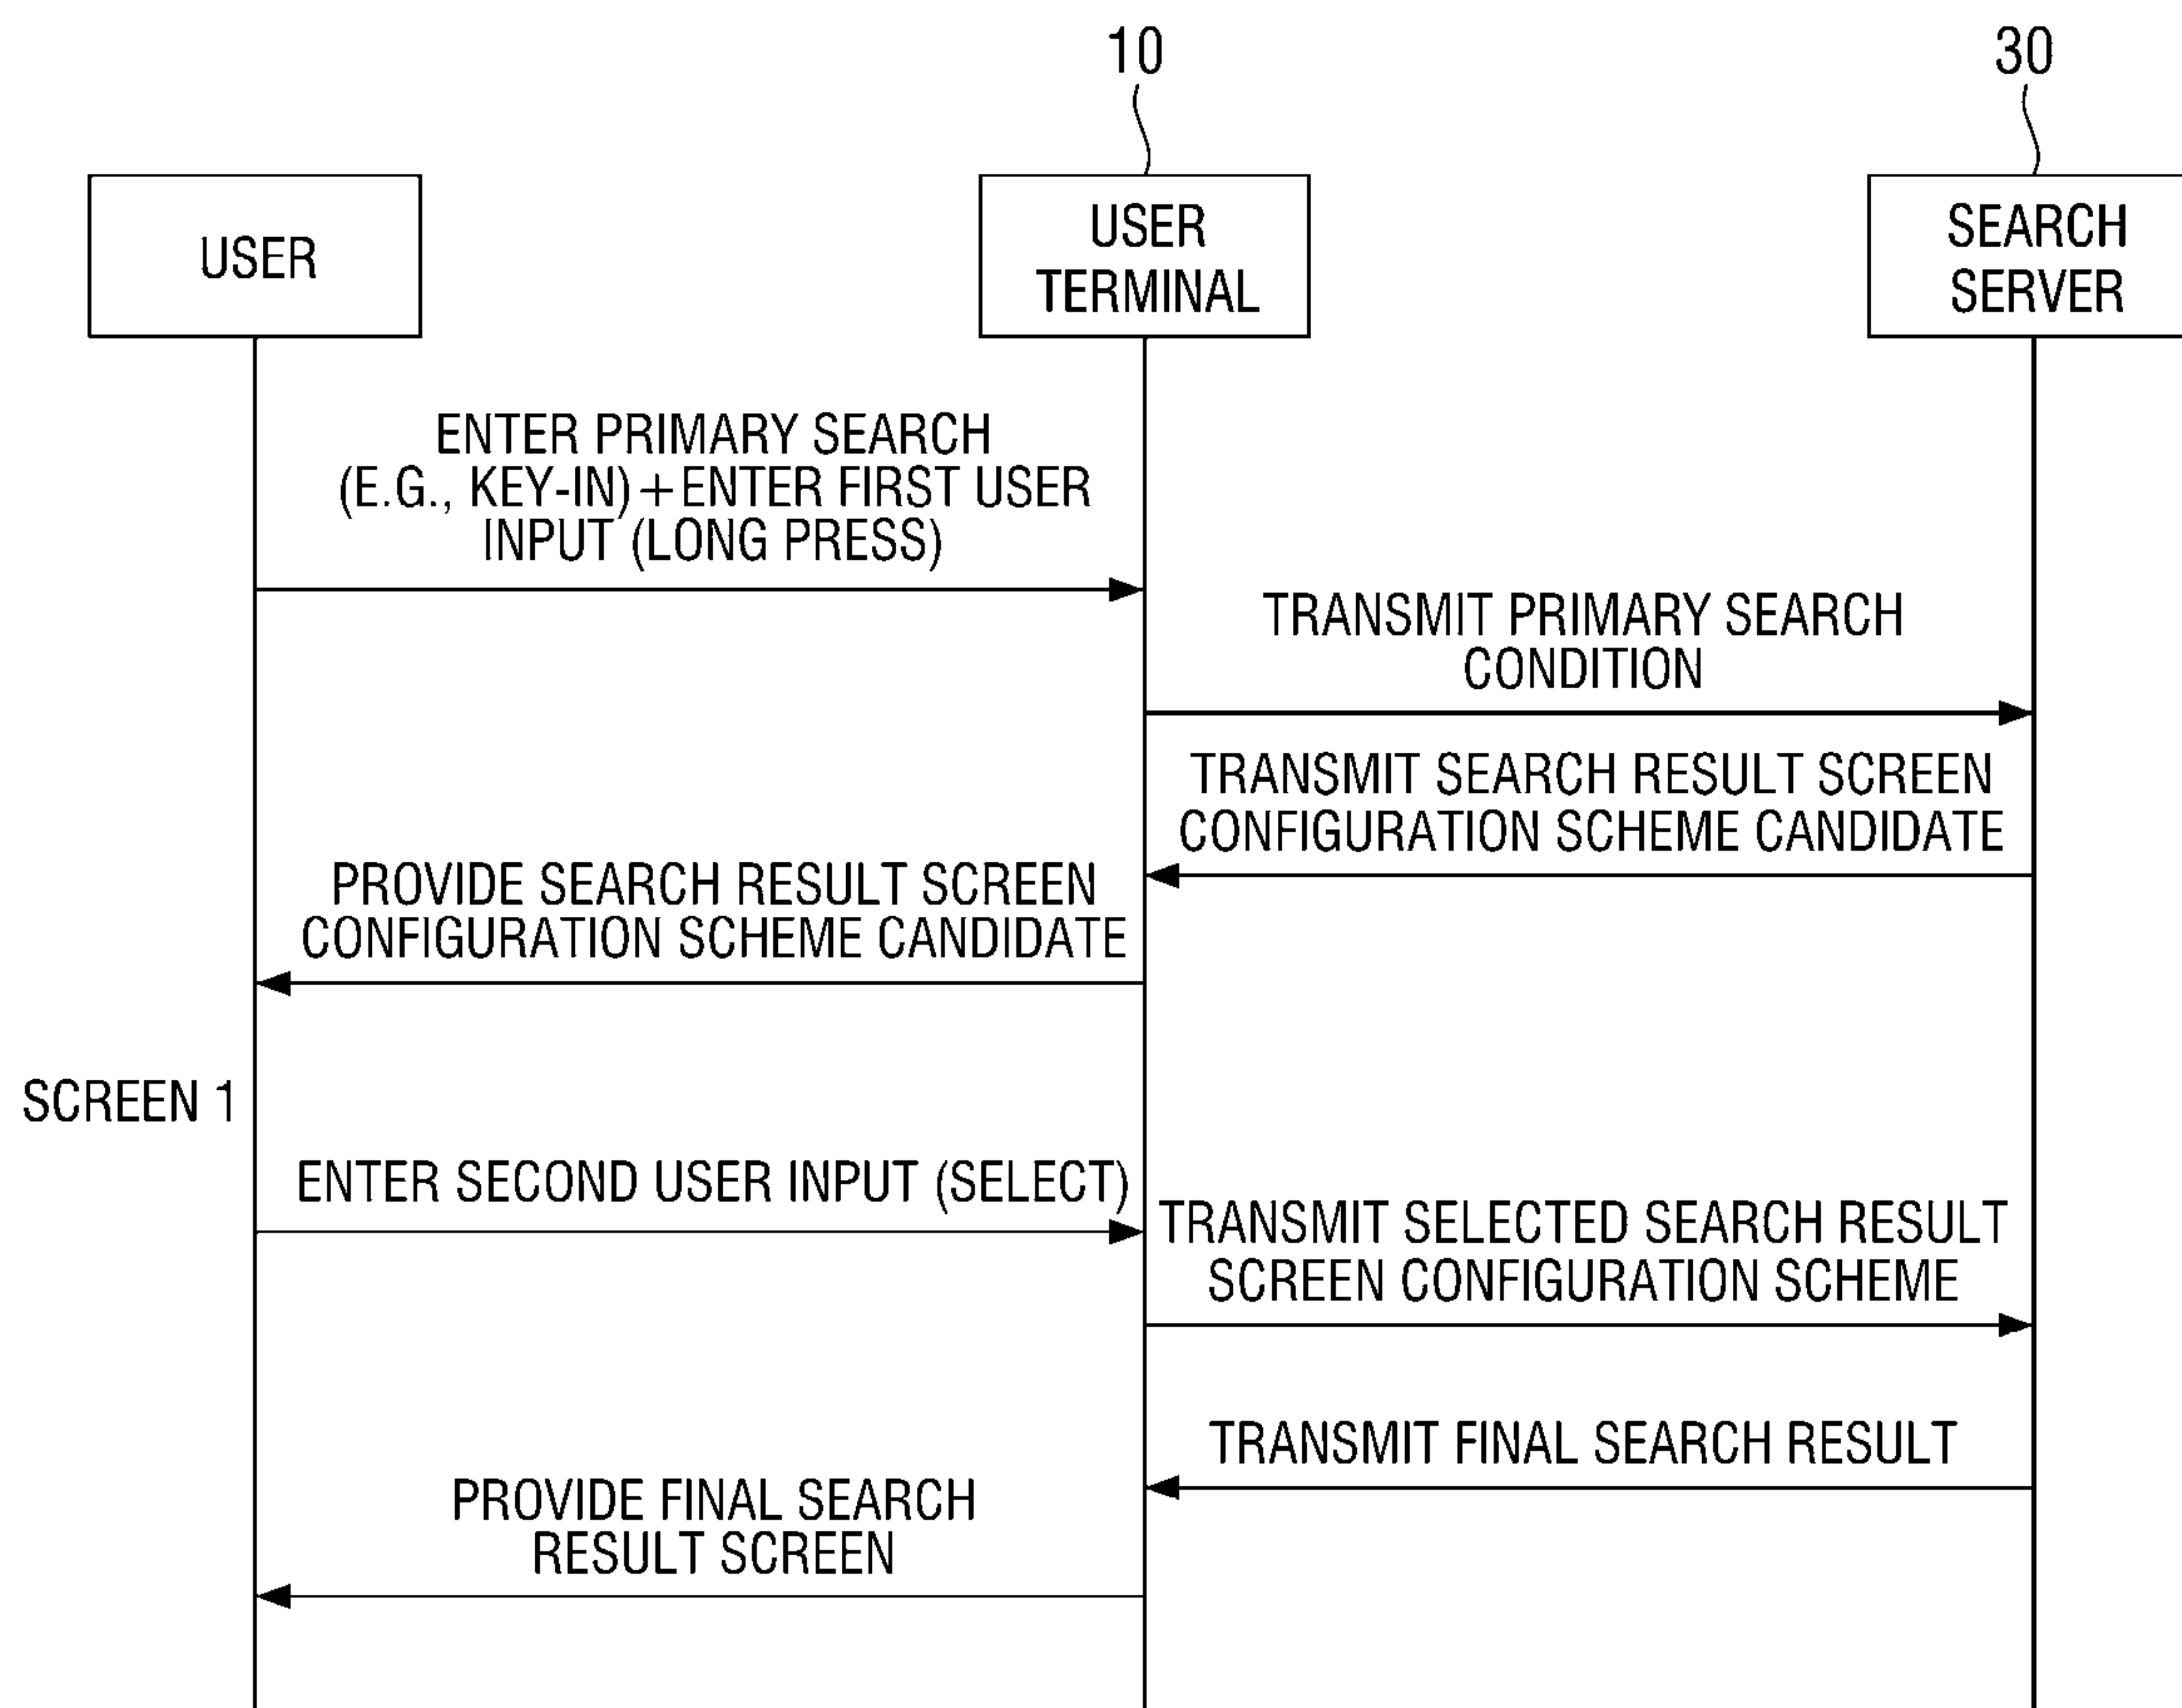 10
30
USER
USER
TERMINAL
SEARCH
SERVER
ENTER PRIMARY SEARCH
(E.G., KEY-IN)+ENTER FIRST USER
INPUT (LONG PRESS)
TRANSMIT PRIMARY SEARCH
CONDITION
TRANSMIT SEARCH RESULT SCREEN
CONFIGURATION SCHEME CANDIDATE
PROVIDE SEARCH RESULT SCREEN
CONFIGURATION SCHEME CANDIDATE
SCREEN 1
ENTER SECOND USER INPUT (SELECT)
TRANSMIT SELECTED SEARCH RESULT
SCREEN CONFIGURATION SCHEME
TRANSMIT FINAL SEARCH RESULT
PROVIDE FINAL SEARCH
RESULT SCREEN